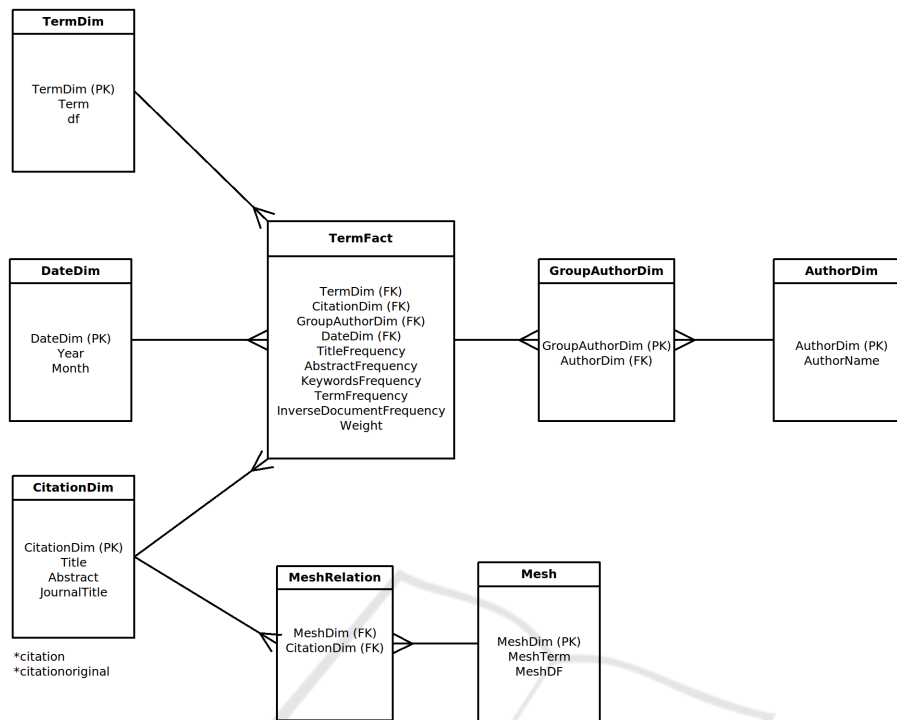 TermDim
TermDim (PK)
Term
df
TermFact
TermDim (FK)
CitationDim (FK)
GroupAuthorDim (FK)
DateDim (FK)
TitleFrequency
AbstractFrequency
KeywordsFrequency
TermFrequency
InverseDocumentFrequency
Weight
DateDim
DateDim (PK)
Year
Month
GroupAuthorDim
GroupAuthorDim (PK)
AuthorDim (FK)
AuthorDim
AuthorDim (PK)
AuthorName
CitationDim
CitationDim (PK)
Title
Abstract
JournalTitle
*citation
*citationoriginal
MeshRelation
MeshDim (FK)
CitationDim (FK)
Mesh
MeshDim (PK)
MeshTerm
MeshDF